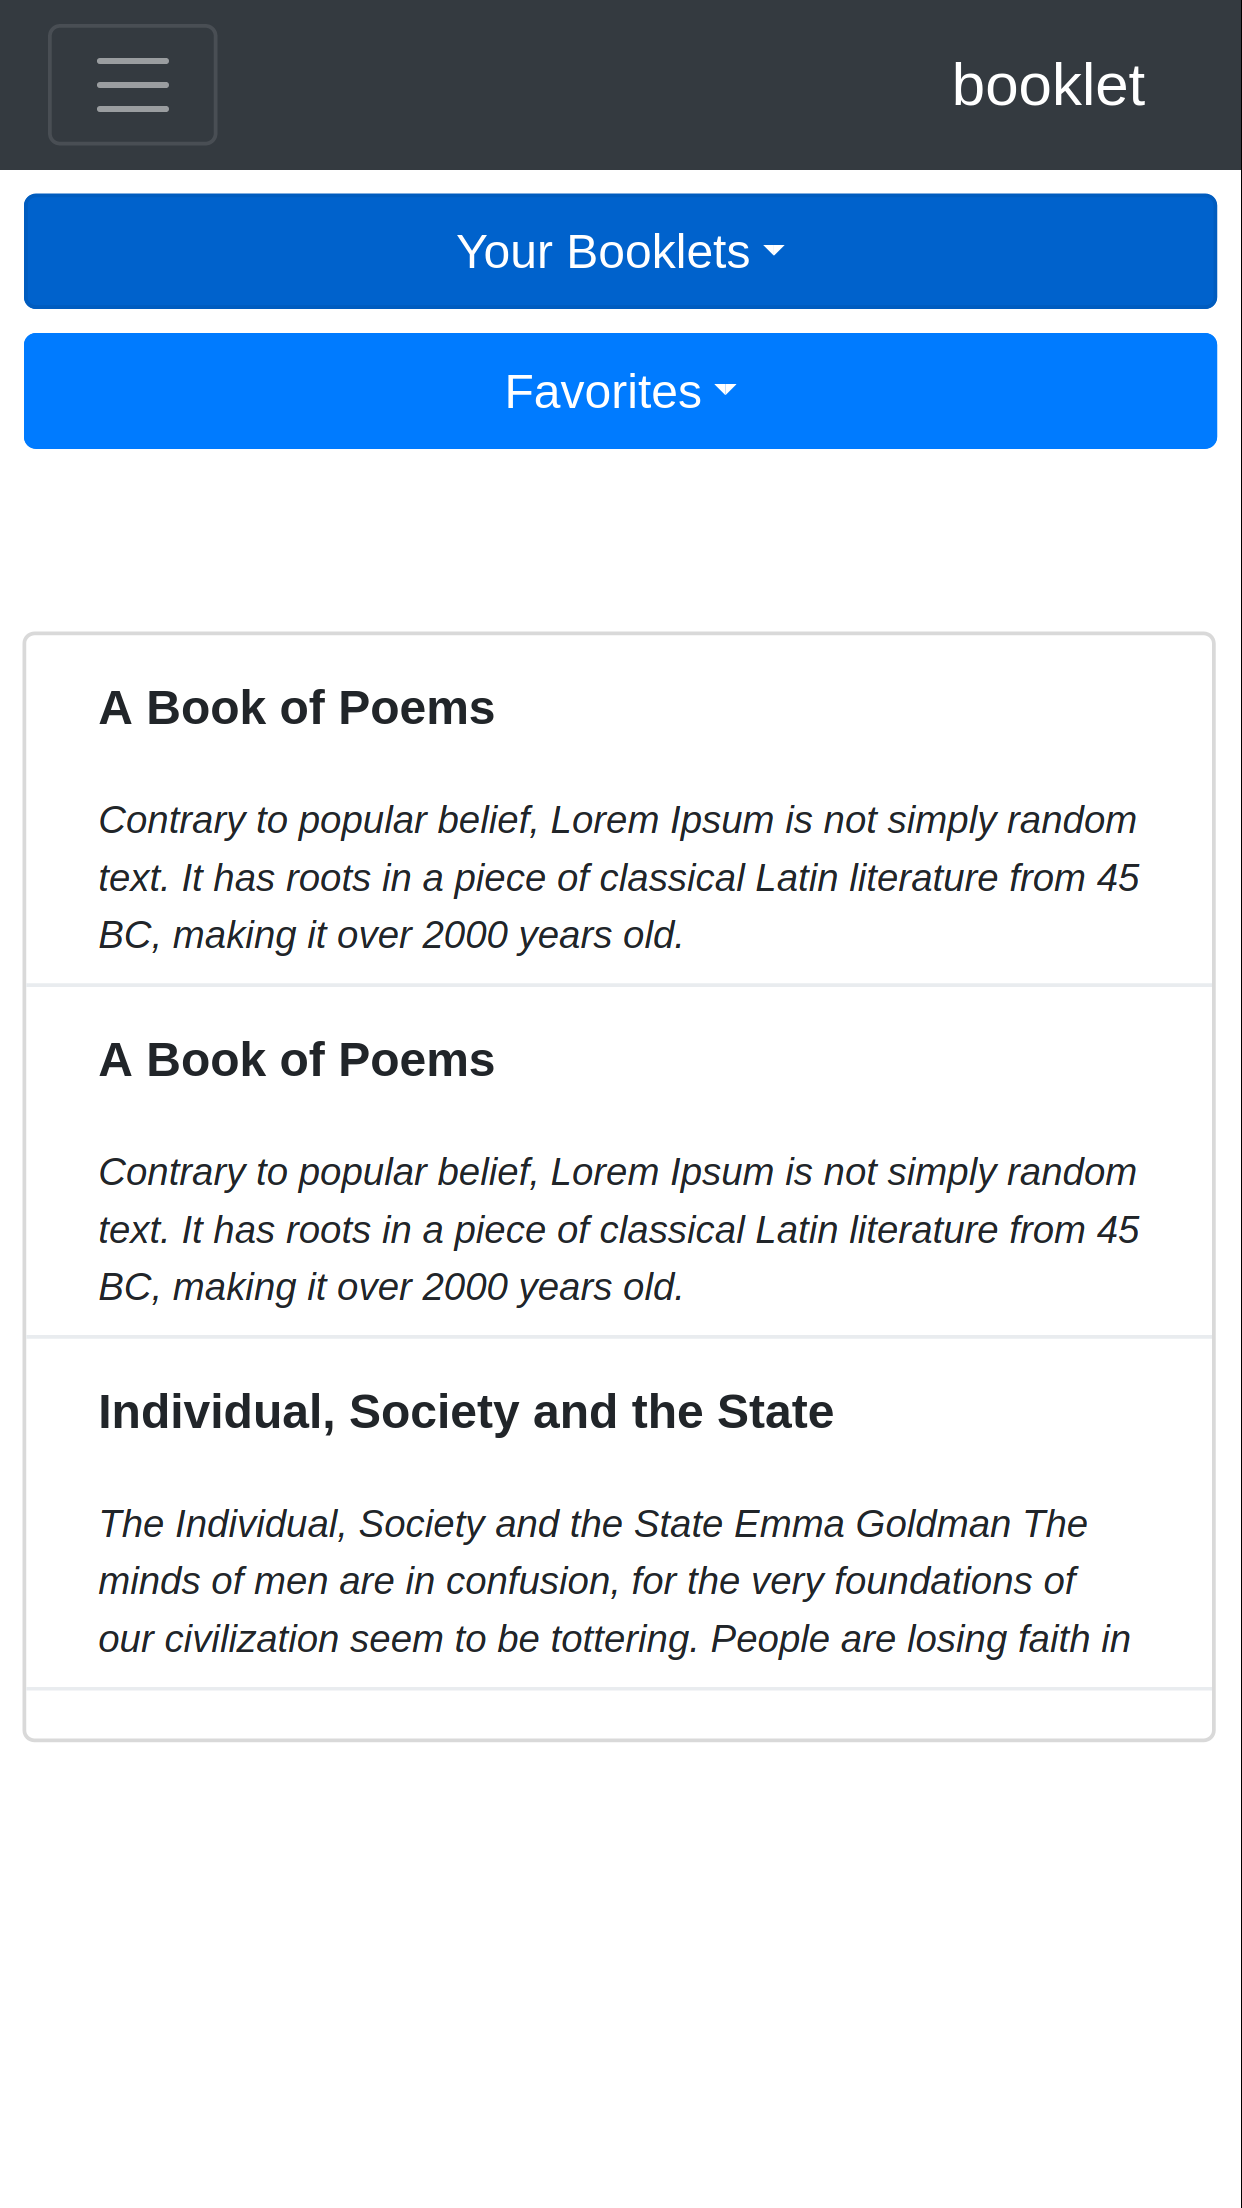 booklet
Your Booklets
Favorites
A Book of Poems
Contrary to popular belief, Lorem Ipsum is not simply random
text. It has roots in a piece of classical Latin literature from 45
BC, making it over 2000 years old.
A Book of Poems
Contrary to popular belief, Lorem Ipsum is not simply random
text. It has roots in a piece of classical Latin literature from 45
BC, making it over 2000 years old.
Individual, Society and the State
The Individual, Society and the State Emma Goldman The
minds of men are in confusion, for the very foundations of
our civilization seem to be tottering. People are losing faith in